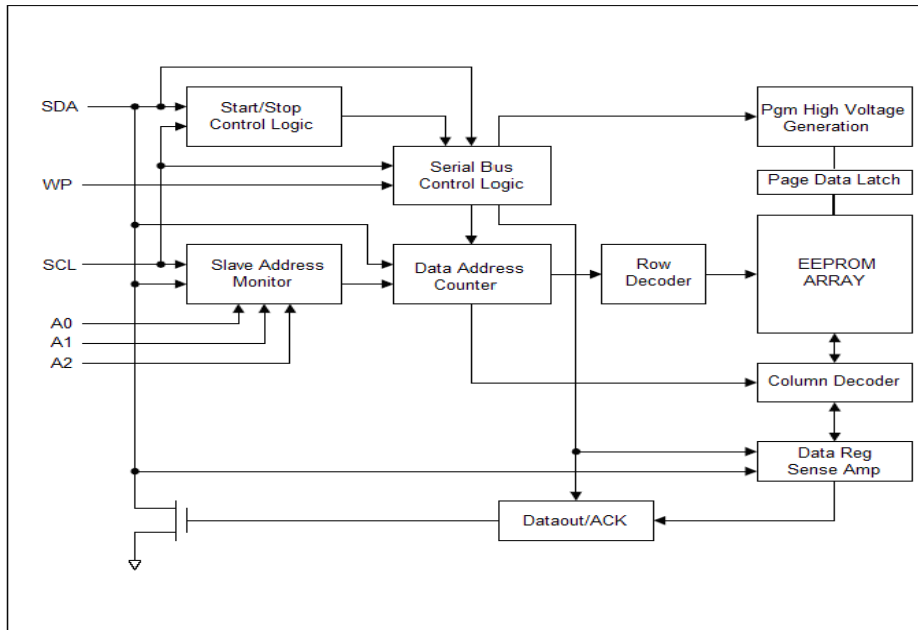 SDA
Start/Stop
Control Logic
Pgm High Voltage
Generation
WP
Serial Bus
Control Logic
Page Data Latch
SCL
Slave Address
Monitor
Data Address
Counter
Row
Decoder
EEPROM
ARRAY
A0
A1
A2
Column Decoder
Data Reg
Sense Amp
Dataout/ACK